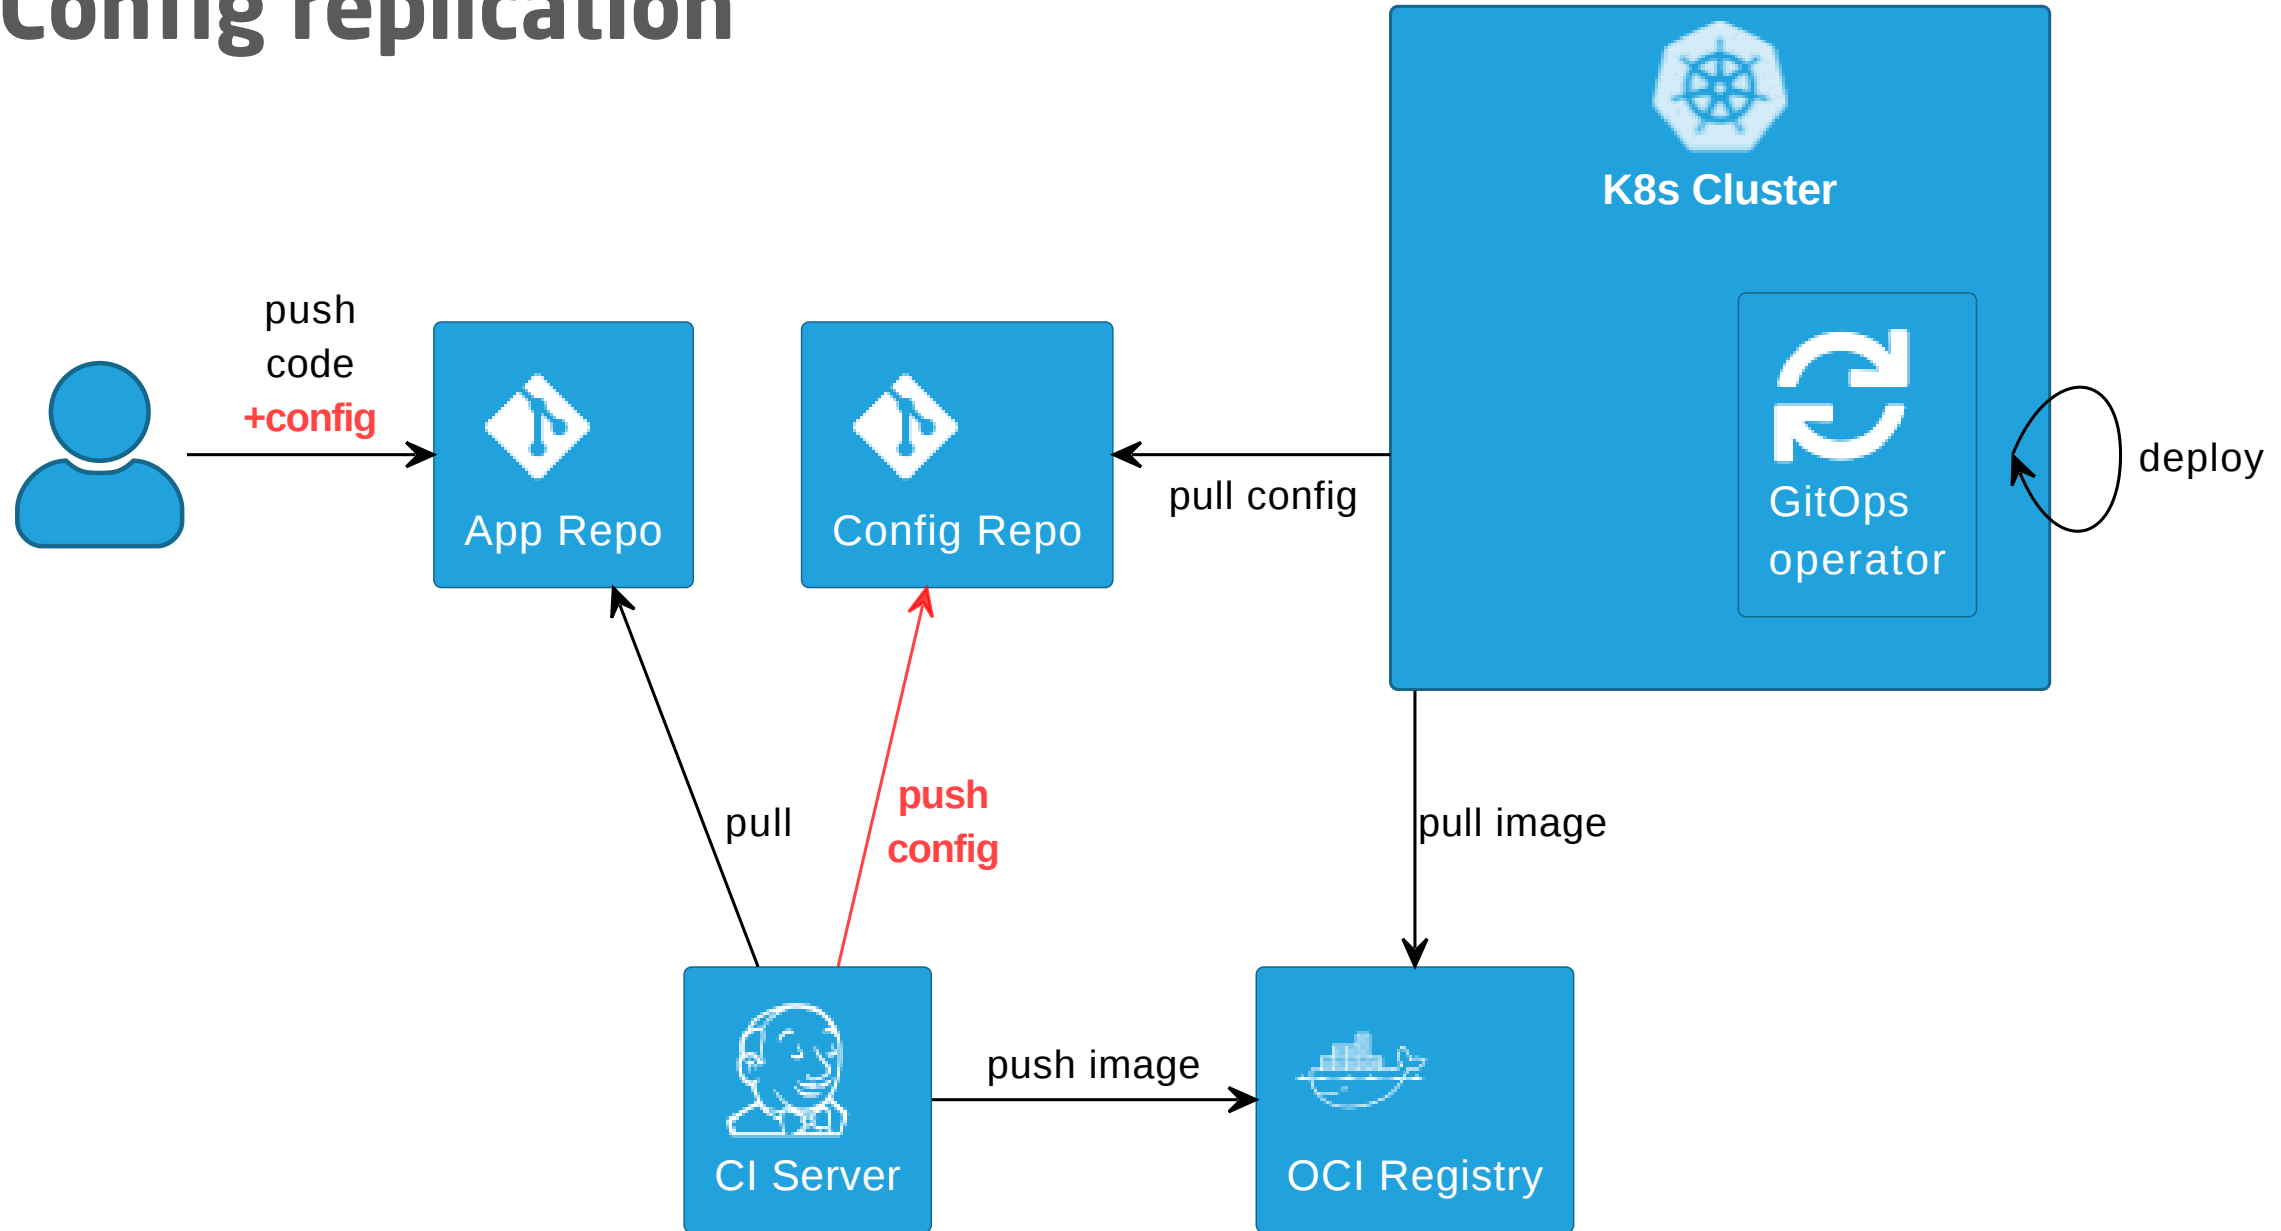 Config replication
K8s Cluster
push
code
+config
App Repo
Config Repo
pull config
GitOps
operator
deploy
pull
push
config
pull image
push image
CI Server
OCI Registry